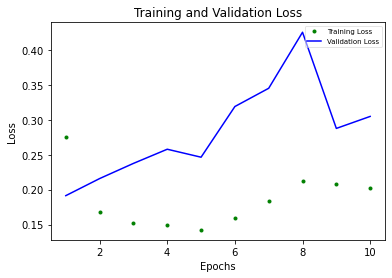 Training and Validation Loss
Training Loss
Validation Loss
0.40
0.35
0.30
0.25
0.20
0.15
Loss
2
4
6
8
10
Epochs